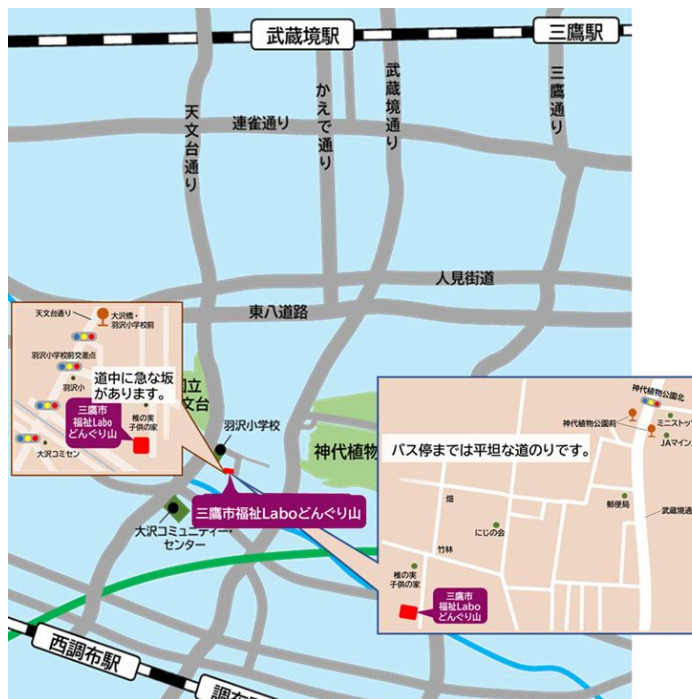 武蔵境駅
三鷹駅
天文台通り
かえで通り
武蔵境通り
三鷹通り
連雀通り
人見街道
東八道路
天文台通り
大沢橋・
羽沢小学校前
羽沢小学校前交差点
羽沢小
道中に急な坂
があります。
三鷹市
福祉Labo
どんぐり山
椎の実
子供の家
大沢コミセン
文台
羽沢小学校
神代植物
三鷹市福祉Laboどんぐり山
大沢コミュニティー・
センター
神代植物公園北
神代植物公園前
ミニストップ
JAマインズ
バス停までは平坦な道のりです。
畑
郵便局
武蔵境通
にじの会
竹林
椎の実
子供の家
三鷹市
福祉Labo
どんぐり山
西調布駅
調布